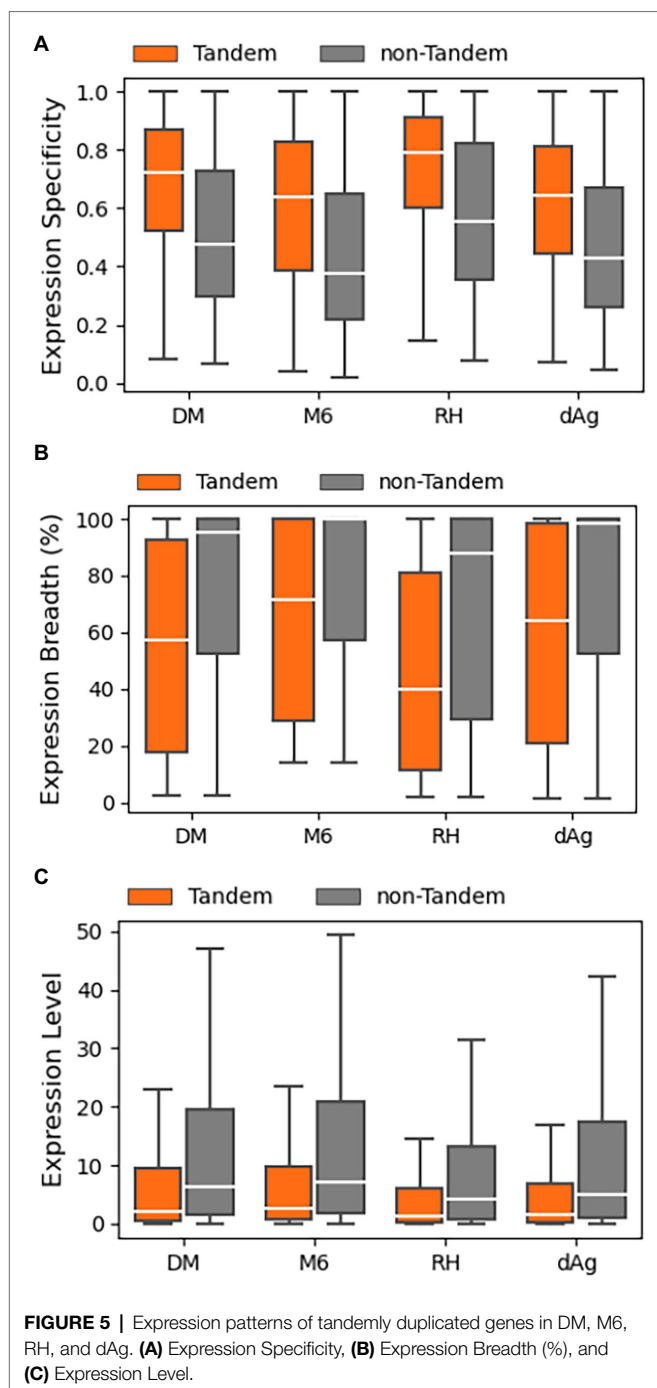 A
Tandem non-Tandem
Expression Specificity
1.0
0.8
0.6
0.4
0.2
0.0
DM M6 RH dAg
B
Tandem non-Tandem
Expression Breadth (%)
100
80
60
40
20
0
DM M6 RH dAg
C
Tandem non-Tandem
Expression Level
50
40
30
20
10
0
DM M6 RH dAg
FIGURE 5 | Expression patterns of tandemly duplicated genes in DM, M6,
RH, and dAg. (A) Expression Specificity, (B) Expression Breadth (%), and
(C) Expression Level.